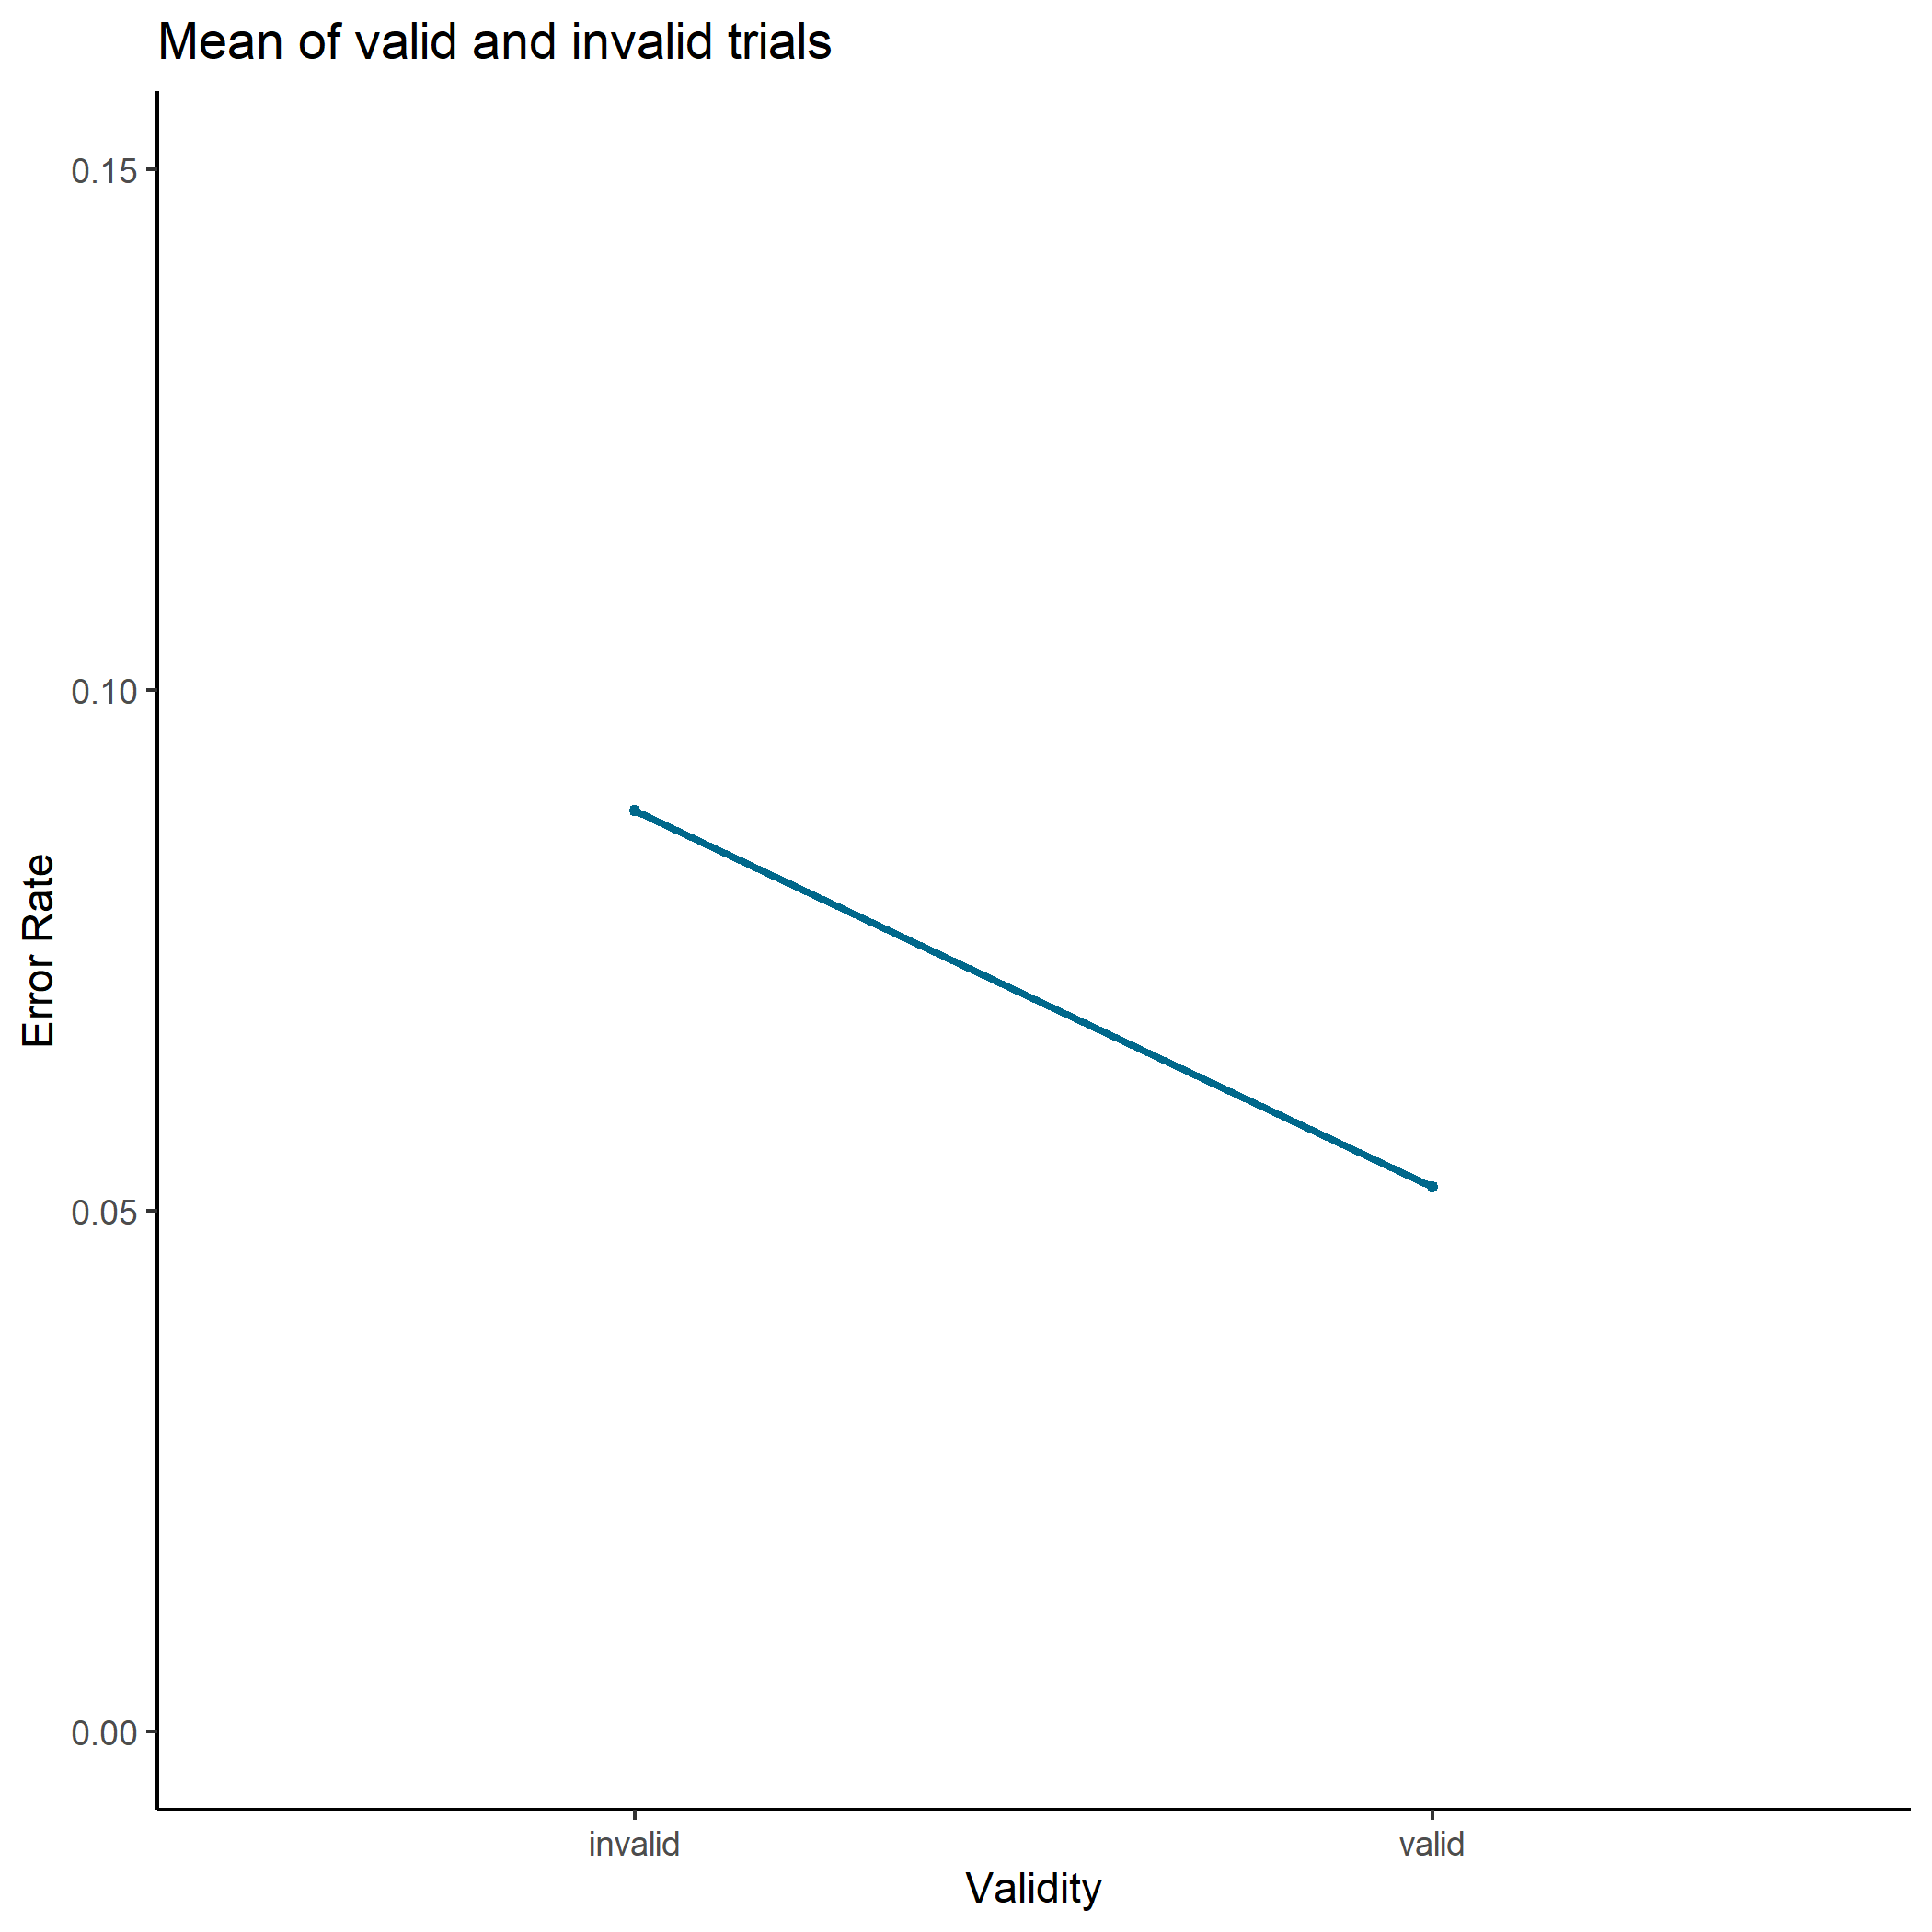 Mean of valid and invalid trials
0.15
0.10
0.05
0.00
Error Rate
invalid
valid
Validity